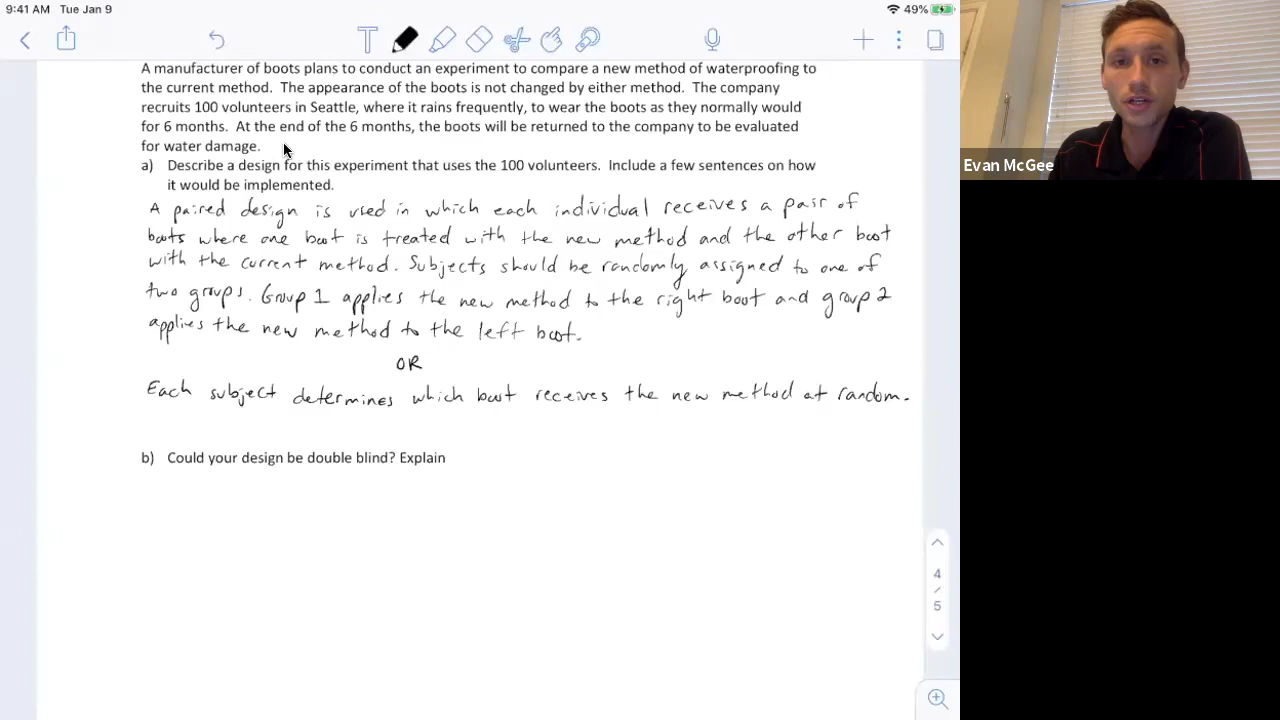 9:41 AM Tue Jan 9
49%
T
A manufacturer of boots plans to conduct an experiment to compare a new method of waterproofing to
the current method. The appearance of the boots is not changed by either method. The company
recruits 100 volunteers in Seattle, where it rains frequently, to wear the boots as they normally would
for 6 months. At the end of the 6 months, the boots will be returned to the company to be evaluated
for water damage.
a) Describe a design for this experiment that uses the 100 volunteers. Include a few sentences on how
it would be implemented.
A paired design is used in which each individual receives a pair of
boots where one boot is treated with the new method and the other boot
with the current method. Subjects should be randomly assigned to one of
two groups. Group 1 applies the new method to the right boot and group 2
applies the new method to the left boot.
OR
Each subject determines which boot receives the new method at random.
b) Could your design be double blind? Explain
4
/
5
Evan McGee